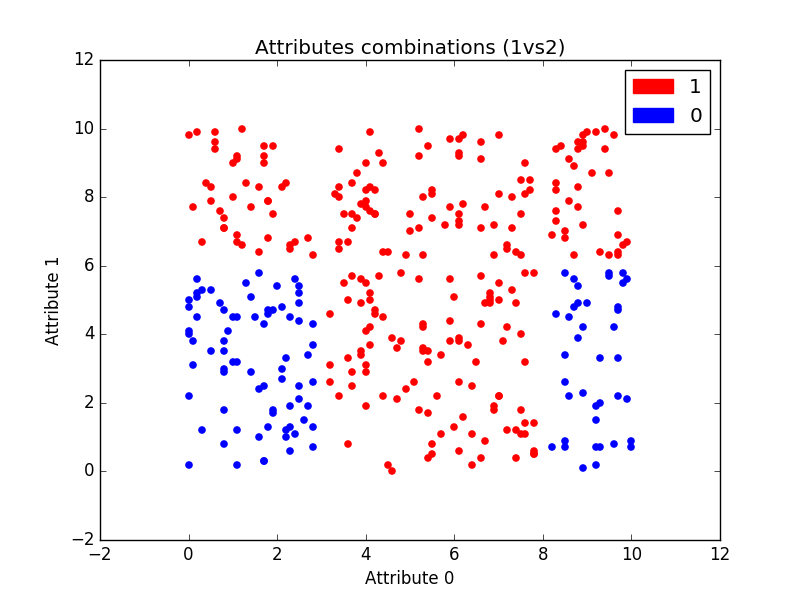 Attributes combinations (1vs2)
1
0
12
10
8
6
4
2
0
−2
Attribute 1
−2 0 2 4 6 8 10 12
Attribute 0